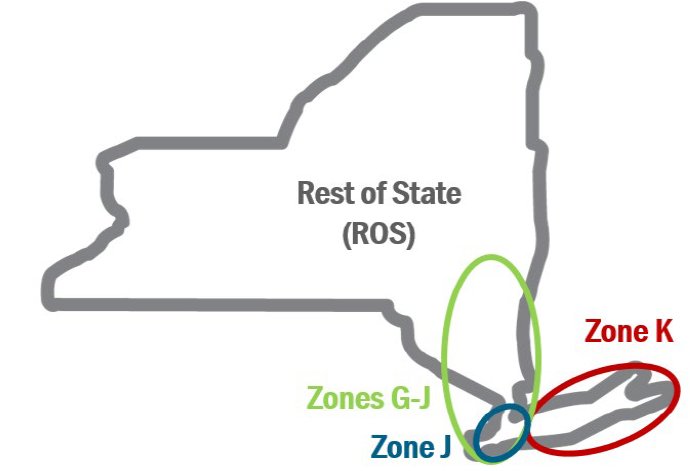 Rest of State
(ROS)
Zone K
Zones G-J
Zone J